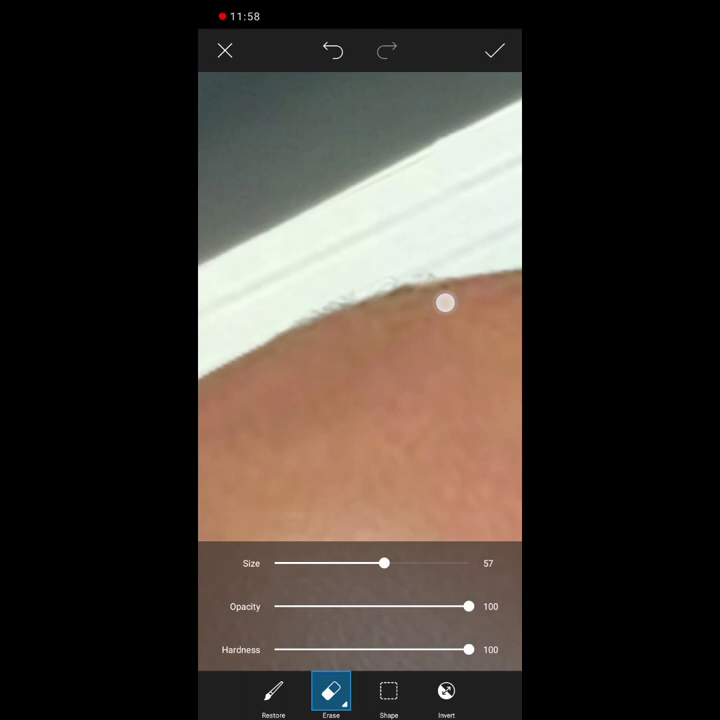 11:58
Size 57
Opacity 100
Hardness 100
Restore Erase Shape Invert